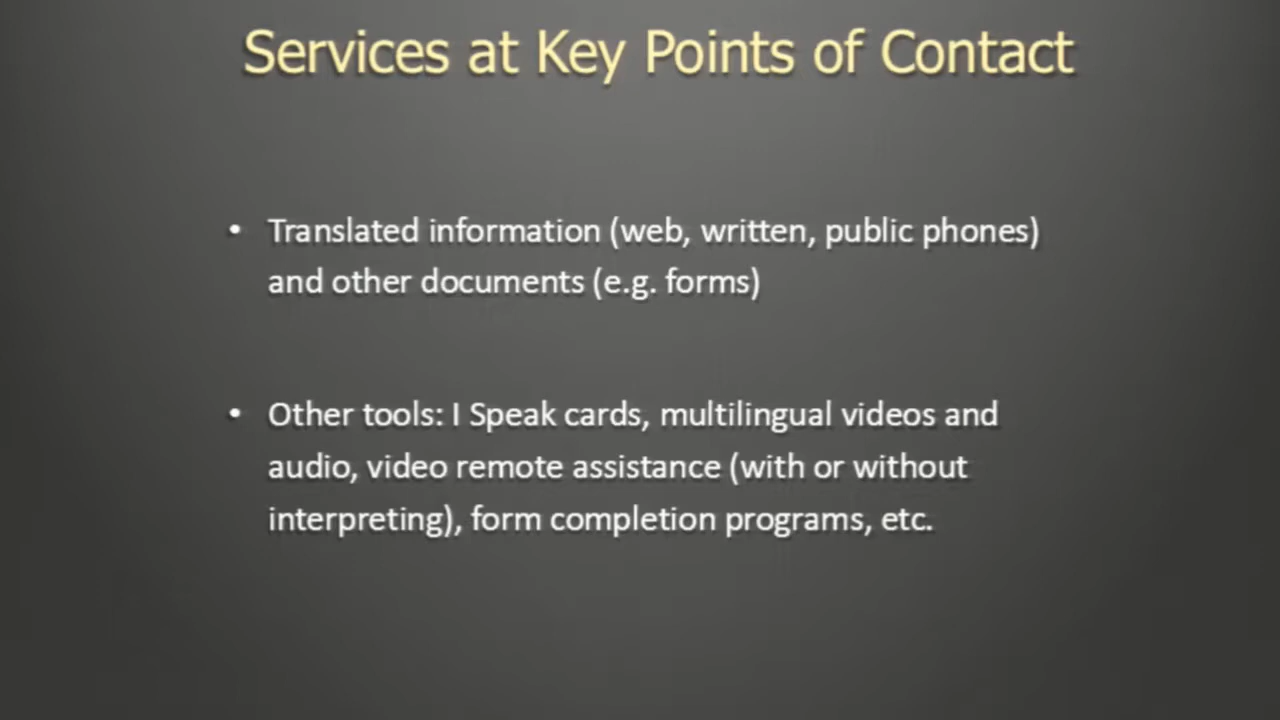 Services at Key Points of Contact
• Translated information (web, written, public phones)
and other documents (e.g. forms)
• Other tools: I Speak cards, multilingual videos and
audio, video remote assistance (with or without
interpreting), form completion programs, etc.